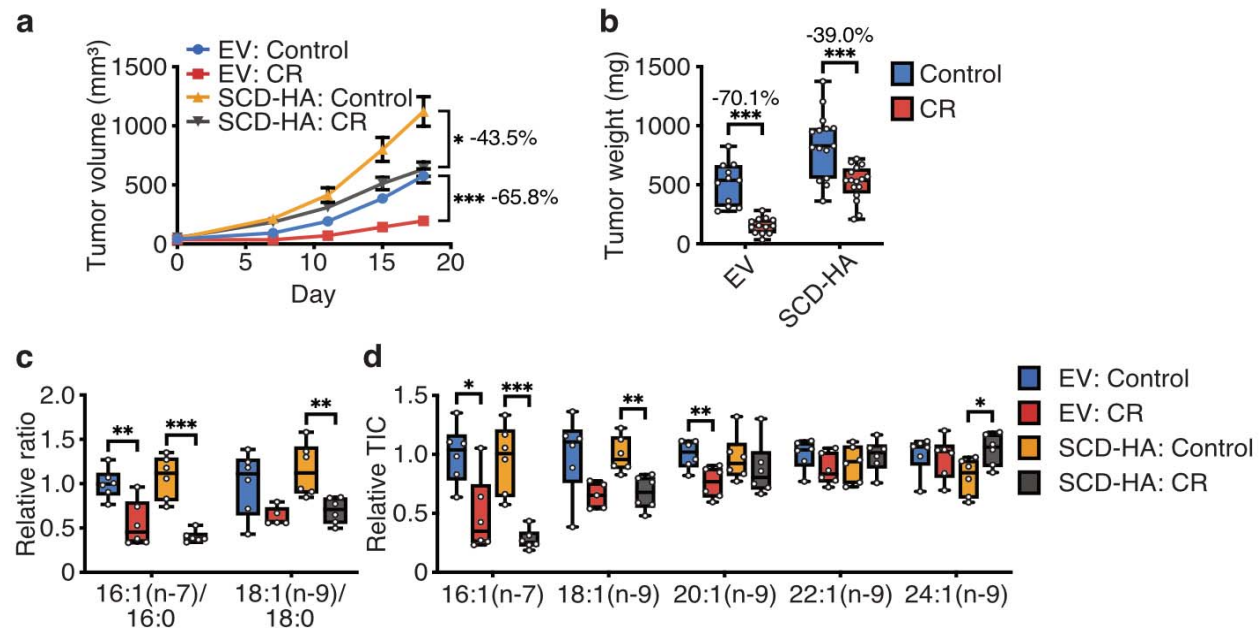 a
EV: Control
EV: CR
SCD-HA: Control
SCD-HA: CR
Tumor volume (mm³)
1500
1000
500
0
0 5 10 15 20
Day
* -43.5%
*** -65.8%
b
Tumor weight (mg)
1500
1000
500
0
-70.1%
***
-39.0%
***
EV
SCD-HA
Control
CR
c
Relative ratio
2.0
1.5
1.0
0.5
0
** *** **
16:1(n-7)/
16:0
18:1(n-9)/
18:0
d
Relative TIC
1.5
1.0
0.5
0
* *** ** ** *
16:1(n-7) 18:1(n-9) 20:1(n-9) 22:1(n-9) 24:1(n-9)
EV: Control
EV: CR
SCD-HA: Control
SCD-HA: CR